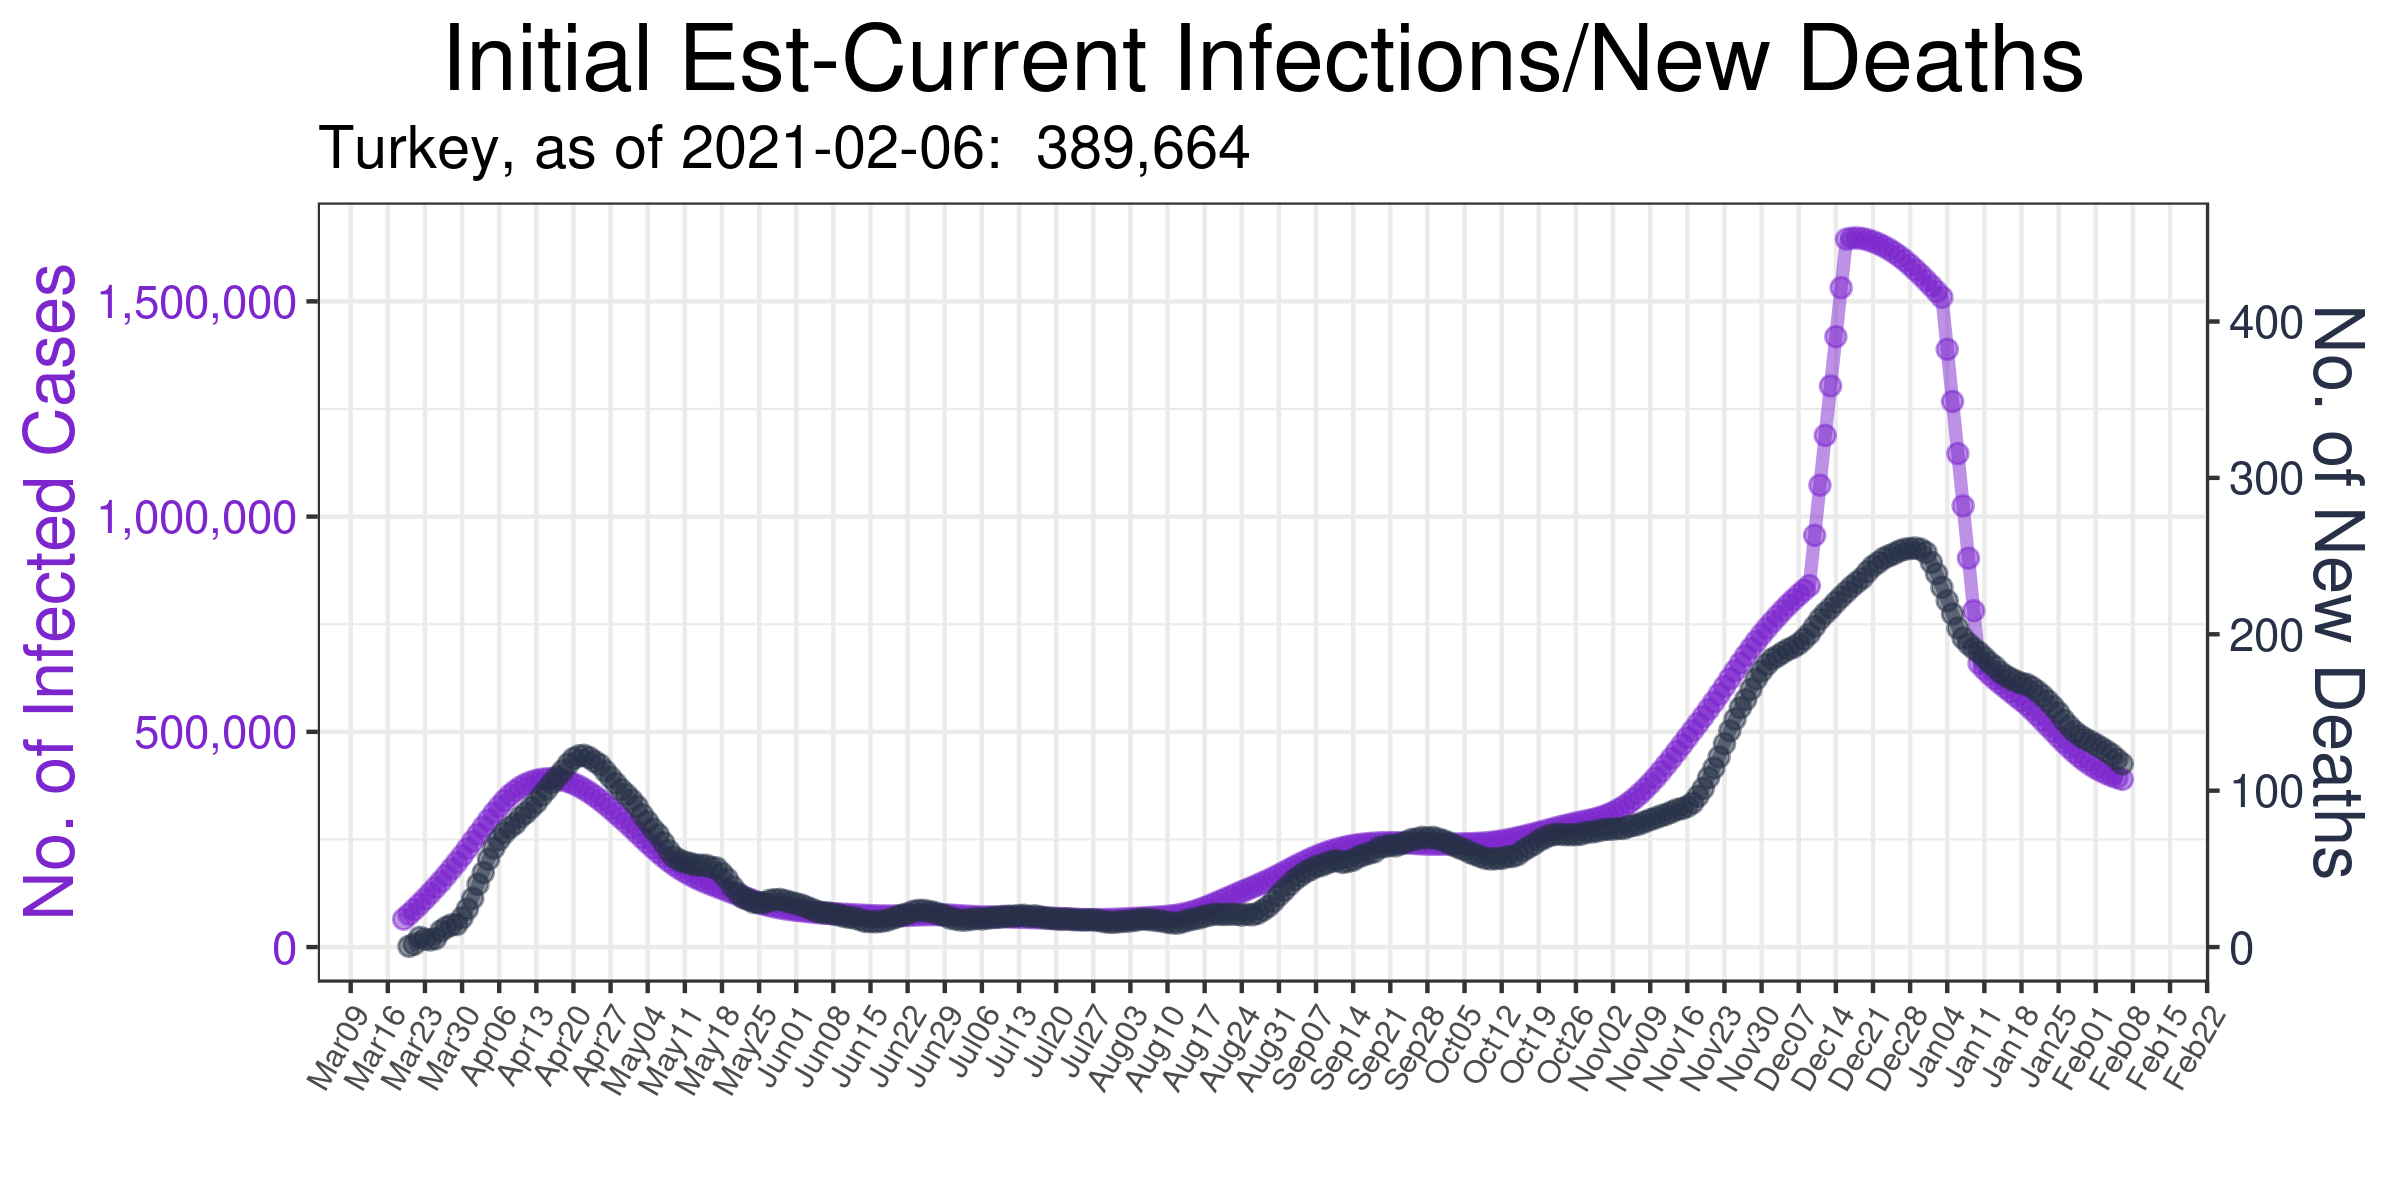 Initial Est-Current Infections/New Deaths
Turkey, as of 2021-02-06:  389,664
No. of Infected Cases
1,500,000
1,000,000
500,000
0
400
300
200
100
0
No. of New Deaths
Mar09
Mar16
Mar23
Mar30
Apr06
Apr13
Apr20
Apr27
May04
May11
May18
May25
Jun01
Jun08
Jun15
Jun22
Jun29
Jul06
Jul13
Jul20
Jul27
Aug03
Aug10
Aug17
Aug24
Aug31
Sep07
Sep14
Sep21
Sep28
Oct05
Oct12
Oct19
Oct26
Nov02
Nov09
Nov16
Nov23
Nov30
Dec07
Dec14
Dec21
Dec28
Jan04
Jan11
Jan18
Jan25
Feb01
Feb08
Feb15
Feb22